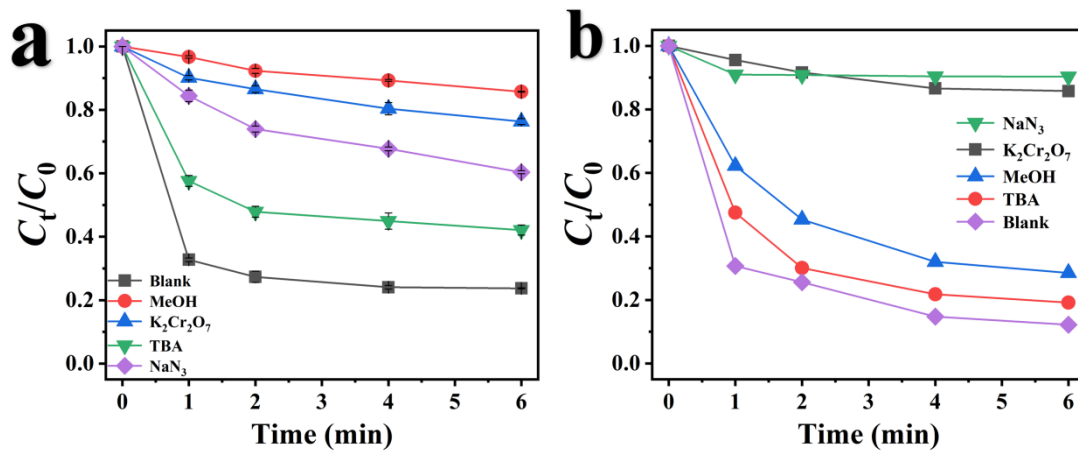 a
1.0
0.8
0.6
0.4
0.2
0.0
Cₜ/C₀
Blank
MeOH
K₂Cr₂O₇
TBA
NaN₃
0 1 2 3 4 5 6
Time (min)
b
1.0
0.8
0.6
0.4
0.2
0.0
Cₜ/C₀
NaN₃
K₂Cr₂O₇
MeOH
TBA
Blank
0 1 2 3 4 5 6
Time (min)